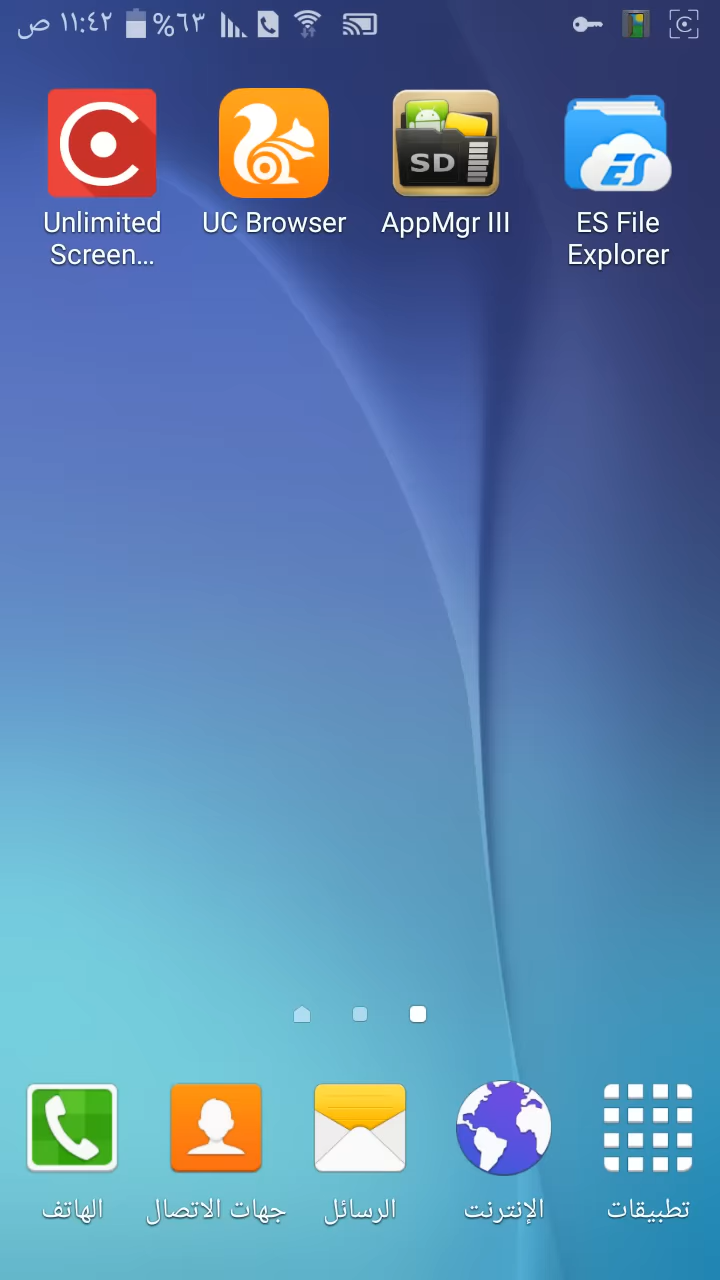 ١١:٤٢ ص
%٦٣
Unlimited
Screen...
UC Browser
SD
AppMgr III
ES
ES File
Explorer
الهاتف
جهات الاتصال
الرسائل
الإنترنت
تطبيقات